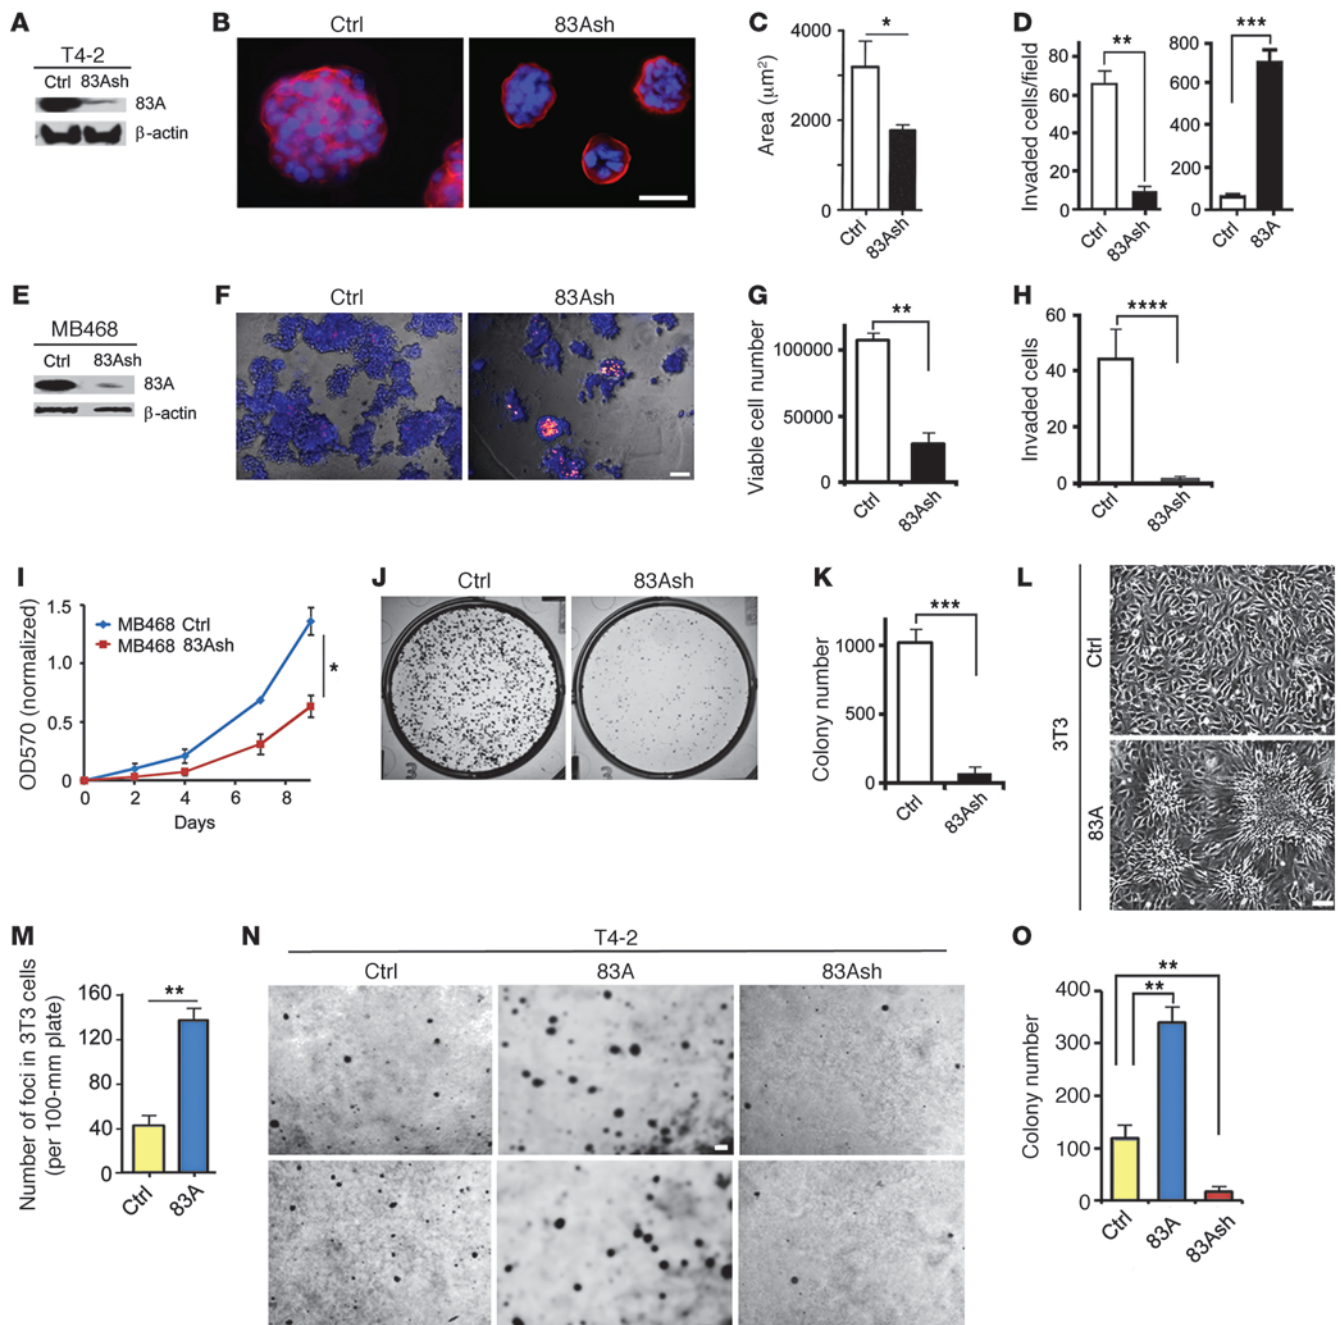 A
T4-2
Ctrl 83Ash
83A
β-actin
B
Ctrl
83Ash
C
*
Area (μm²)
4000
2000
0
Ctrl
83Ash
D
**
***
Invaded cells/field
80
60
40
20
0
Ctrl
83Ash
800
600
400
200
0
Ctrl
83A
E
MB468
Ctrl 83Ash
83A
β-actin
F
Ctrl
83Ash
G
**
Viable cell number
100000
50000
0
Ctrl
83Ash
H
****
Invaded cells
60
40
20
0
Ctrl
83Ash
I
OD570 (normalized)
1.5
1.0
0.5
0
MB468 Ctrl
MB468 83Ash
*
0 2 4 6 8
Days
J
Ctrl
83Ash
K
***
Colony number
1000
500
0
Ctrl
83Ash
L
3T3
Ctrl
83A
M
**
Number of foci in 3T3 cells
(per 100-mm plate)
160
120
80
40
0
Ctrl
83A
N
T4-2
Ctrl
83A
83Ash
O
**
**
Colony number
400
300
200
100
0
Ctrl
83A
83Ash